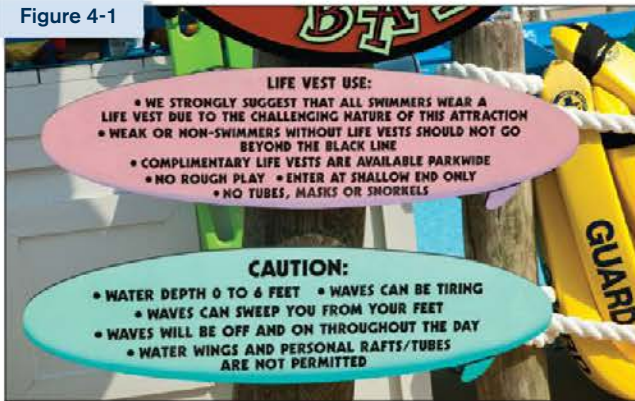 Figure 4-1
BAY
LIFE VEST USE:
• WE STRONGLY SUGGEST THAT ALL SWIMMERS WEAR A
LIFE VEST DUE TO THE CHALLENGING NATURE OF THIS ATTRACTION
• WEAK OR NON-SWIMMERS WITHOUT LIFE VESTS SHOULD NOT GO
BEYOND THE BLACK LINE
• COMPLIMENTARY LIFE VESTS ARE AVAILABLE PARKWIDE
• NO ROUGH PLAY • ENTER AT SHALLOW END ONLY
• NO TUBES, MASKS OR SNORKELS
CAUTION:
• WATER DEPTH 0 TO 6 FEET • WAVES CAN BE TIRING
• WAVES CAN SWEEP YOU FROM YOUR FEET
• WAVES WILL BE OFF AND ON THROUGHOUT THE DAY
• WATER WINGS AND PERSONAL RAFTS/TUBES
ARE NOT PERMITTED
GUARD